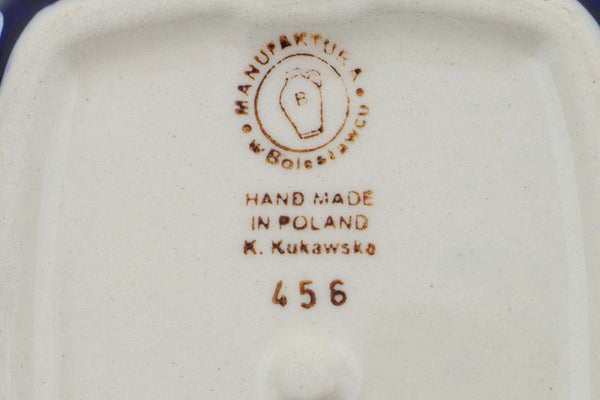 MANUFAKTURA
w Bolesławcu
B
HAND MADE
IN POLAND
K. Kukawska
456